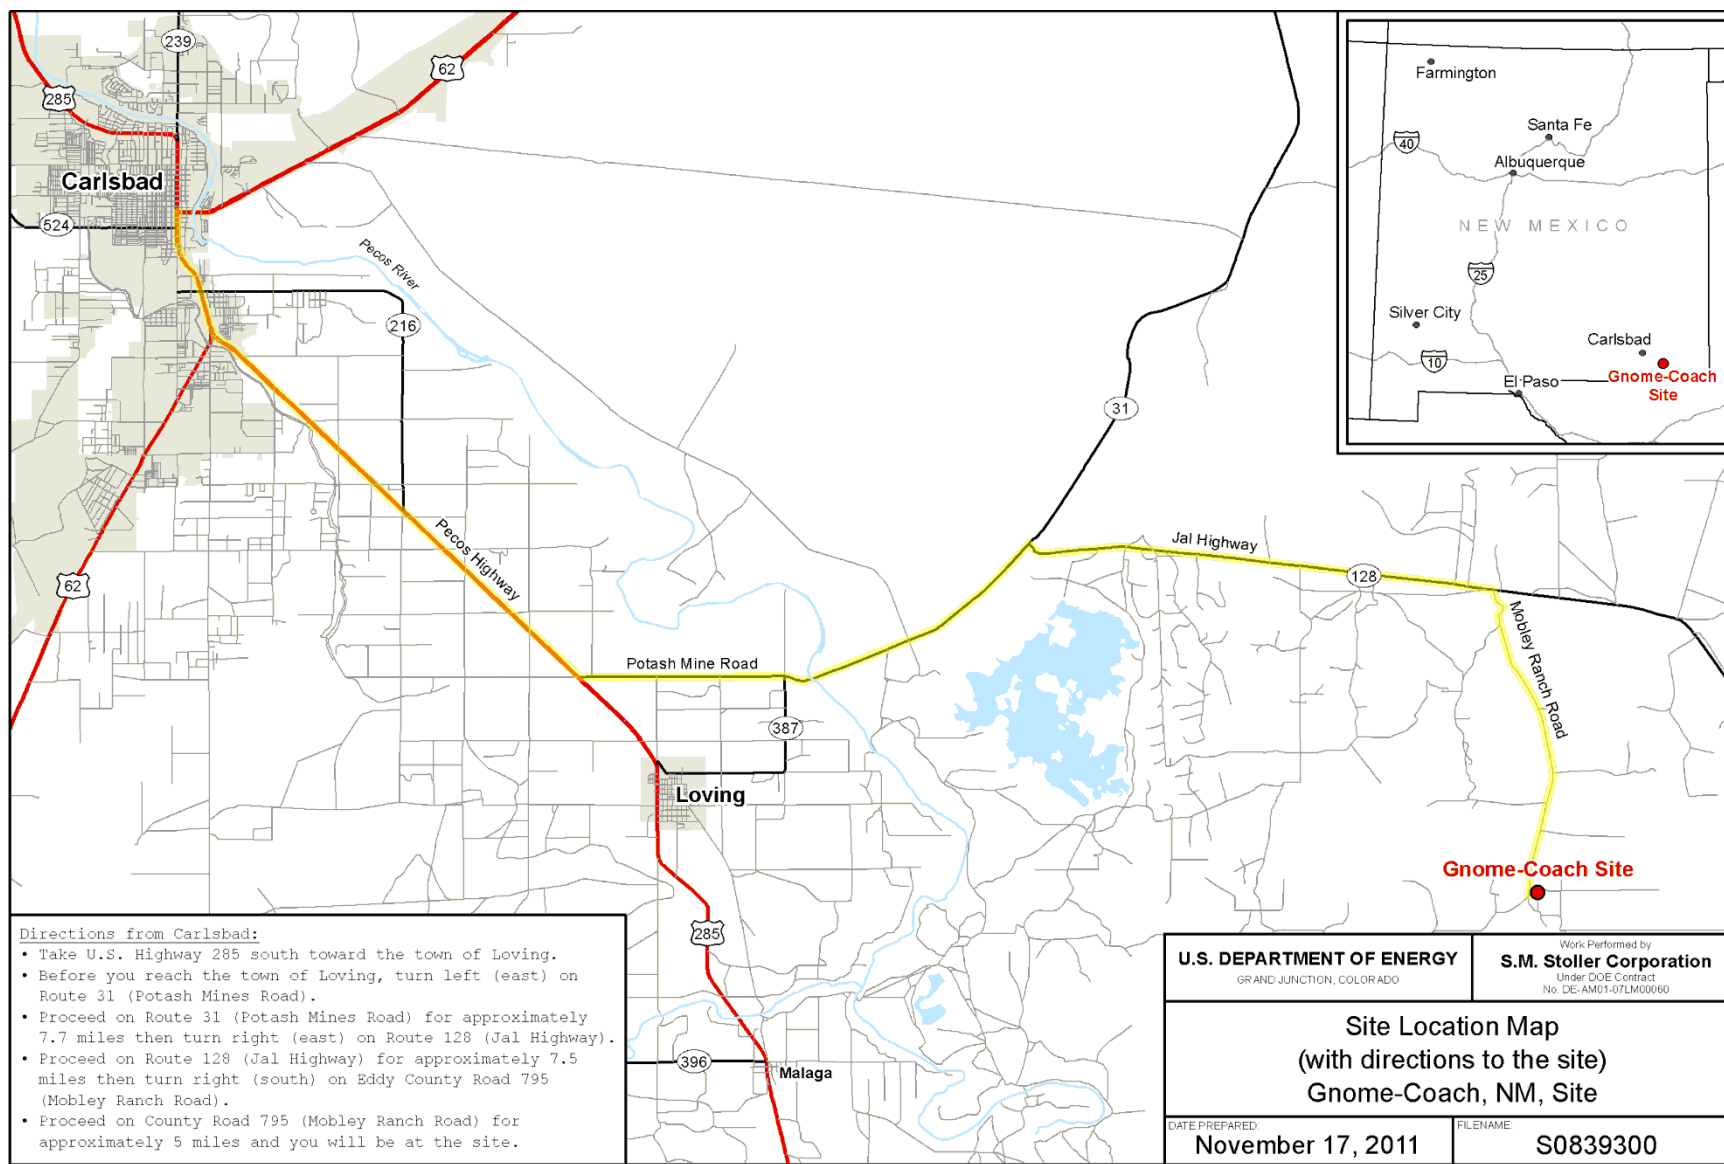 239
62
285
Carlsbad
524
Pecos River
216
31
Pecos Highway
62
Jal Highway
128
Mobley Ranch Road
Potash Mine Road
387
Loving
Gnome-Coach Site
285
396
Malaga
Farmington
Santa Fe
40
Albuquerque
NEW MEXICO
25
Silver City
Carlsbad
10
El Paso
Gnome-Coach
Site
Directions from Carlsbad:
• Take U.S. Highway 285 south toward the town of Loving.
• Before you reach the town of Loving, turn left (east) on
Route 31 (Potash Mines Road).
• Proceed on Route 31 (Potash Mines Road) for approximately
7.7 miles then turn right (east) on Route 128 (Jal Highway).
• Proceed on Route 128 (Jal Highway) for approximately 7.5
miles then turn right (south) on Eddy County Road 795
(Mobley Ranch Road).
• Proceed on County Road 795 (Mobley Ranch Road) for
approximately 5 miles and you will be at the site.
U.S. DEPARTMENT OF ENERGY
GRAND JUNCTION, COLORADO
Work Performed by
S.M. Stoller Corporation
Under DOE Contract
No. DE-AM01-07LM00060
Site Location Map
(with directions to the site)
Gnome-Coach, NM, Site
DATE PREPARED:
November 17, 2011
FILENAME:
S0839300